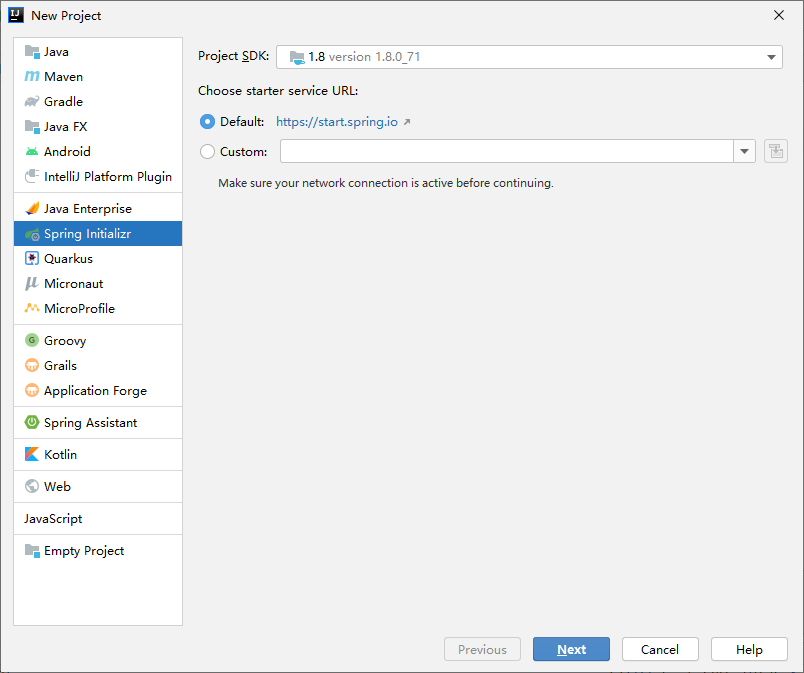 New Project
Java
Maven
Gradle
Java FX
Android
IntelliJ Platform Plugin
Java Enterprise
Spring Initializr
Quarkus
Micronaut
MicroProfile
Groovy
Grails
Application Forge
Spring Assistant
Kotlin
Web
JavaScript
Empty Project
Project SDK: 1.8 version 1.8.0_71
Choose starter service URL:
Default: https://start.spring.io
Custom:
Make sure your network connection is active before continuing.
Previous Next Cancel Help